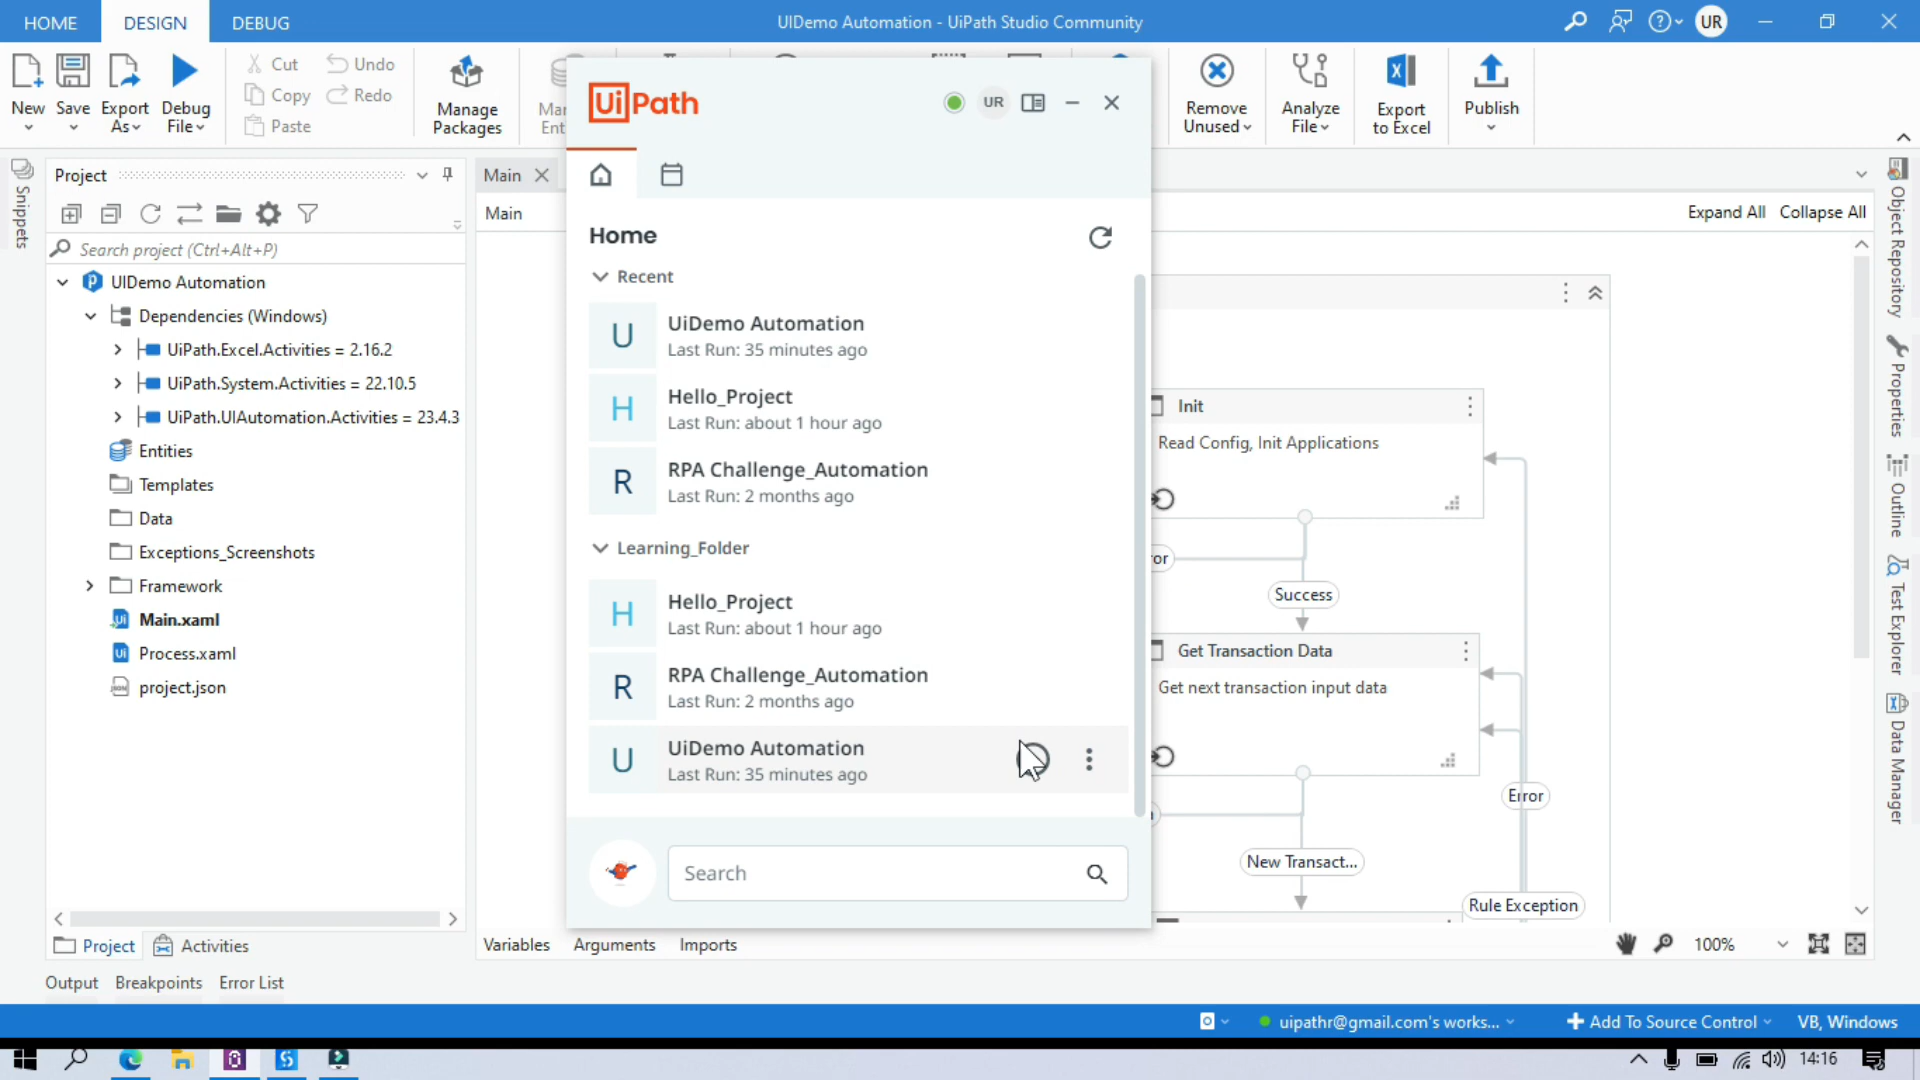 HOME
DESIGN
DEBUG
UIDemo Automation - UiPath Studio Community
UR
New
Save
Export As
Debug File
Cut
Copy
Paste
Undo
Redo
Manage Packages
Remove Unused
Analyze File
Export to Excel
Publish
Snippets
Project
Search project (Ctrl+Alt+P)
UIDemo Automation
Dependencies (Windows)
UiPath.Excel.Activities = 2.16.2
UiPath.System.Activities = 22.10.5
UiPath.UIAutomation.Activities = 23.4.3
Entities
Templates
Data
Exceptions_Screenshots
Framework
Main.xaml
Process.xaml
project.json
Main
Main
Expand All
Collapse All
UiPath
UR
Home
Recent
UiDemo Automation
Last Run: 35 minutes ago
Hello_Project
Last Run: about 1 hour ago
RPA Challenge_Automation
Last Run: 2 months ago
Learning_Folder
Hello_Project
Last Run: about 1 hour ago
RPA Challenge_Automation
Last Run: 2 months ago
UiDemo Automation
Last Run: 35 minutes ago
Search
Init
Read Config, Init Applications
Success
Get Transaction Data
Get next transaction input data
Error
New Transact...
Rule Exception
Object Repository
Properties
Outline
Test Explorer
Data Manager
Project
Activities
Variables
Arguments
Imports
100%
Output
Breakpoints
Error List
uipathr@gmail.com's works...
Add To Source Control
VB, Windows
14:16